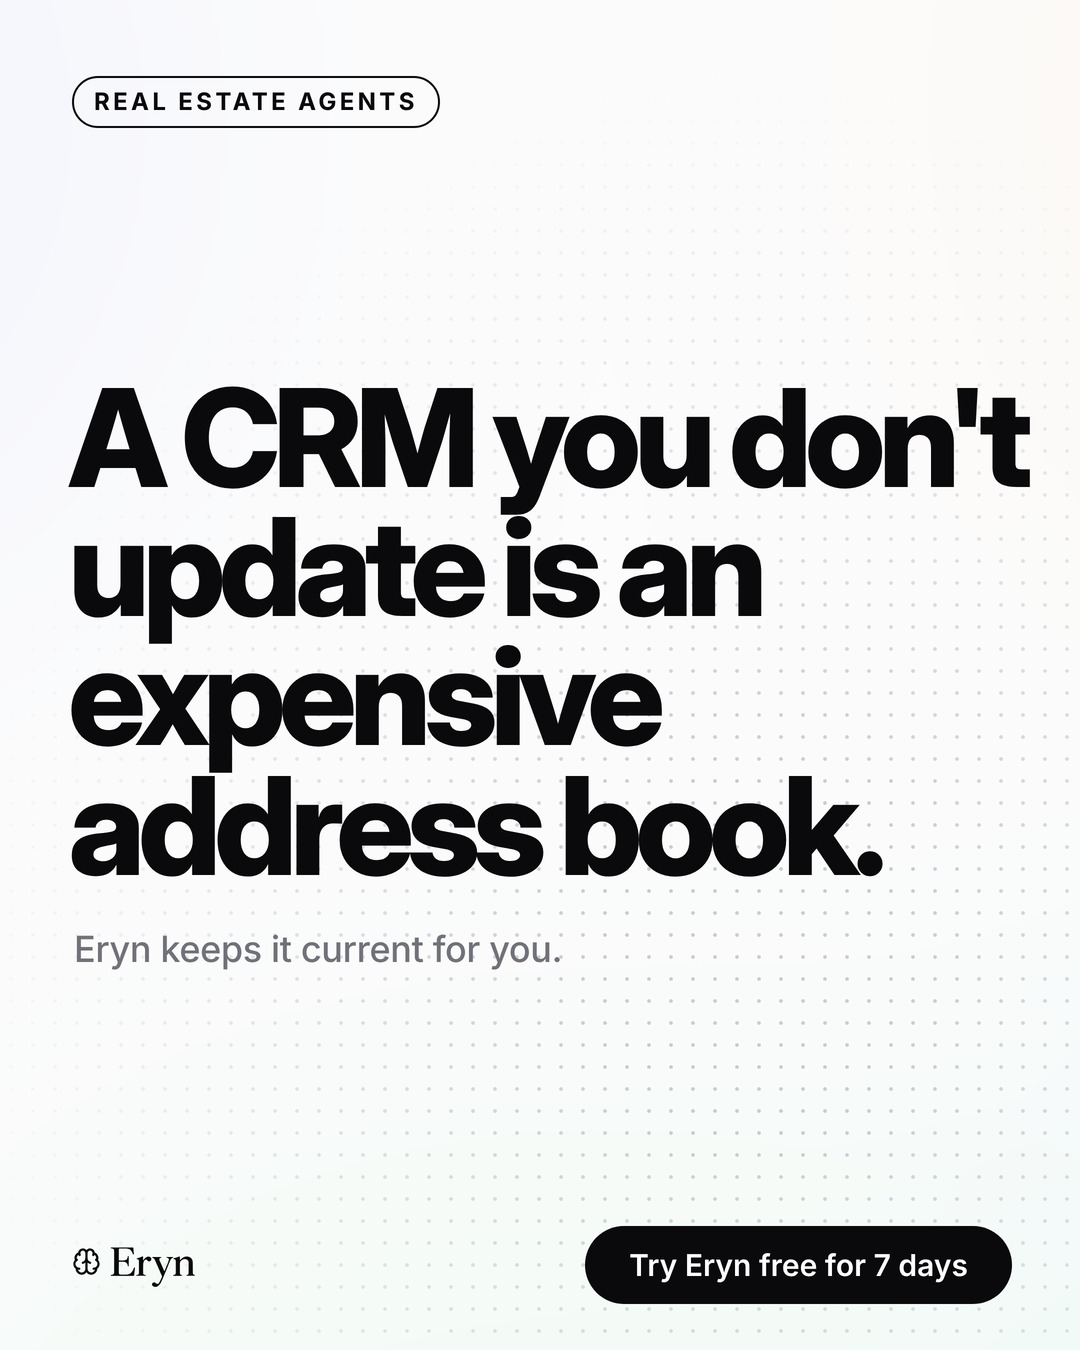 REAL ESTATE AGENTS
A CRM you don't
update is an
expensive
address book.
Eryn keeps it current for you.
Eryn
Try Eryn free for 7 days